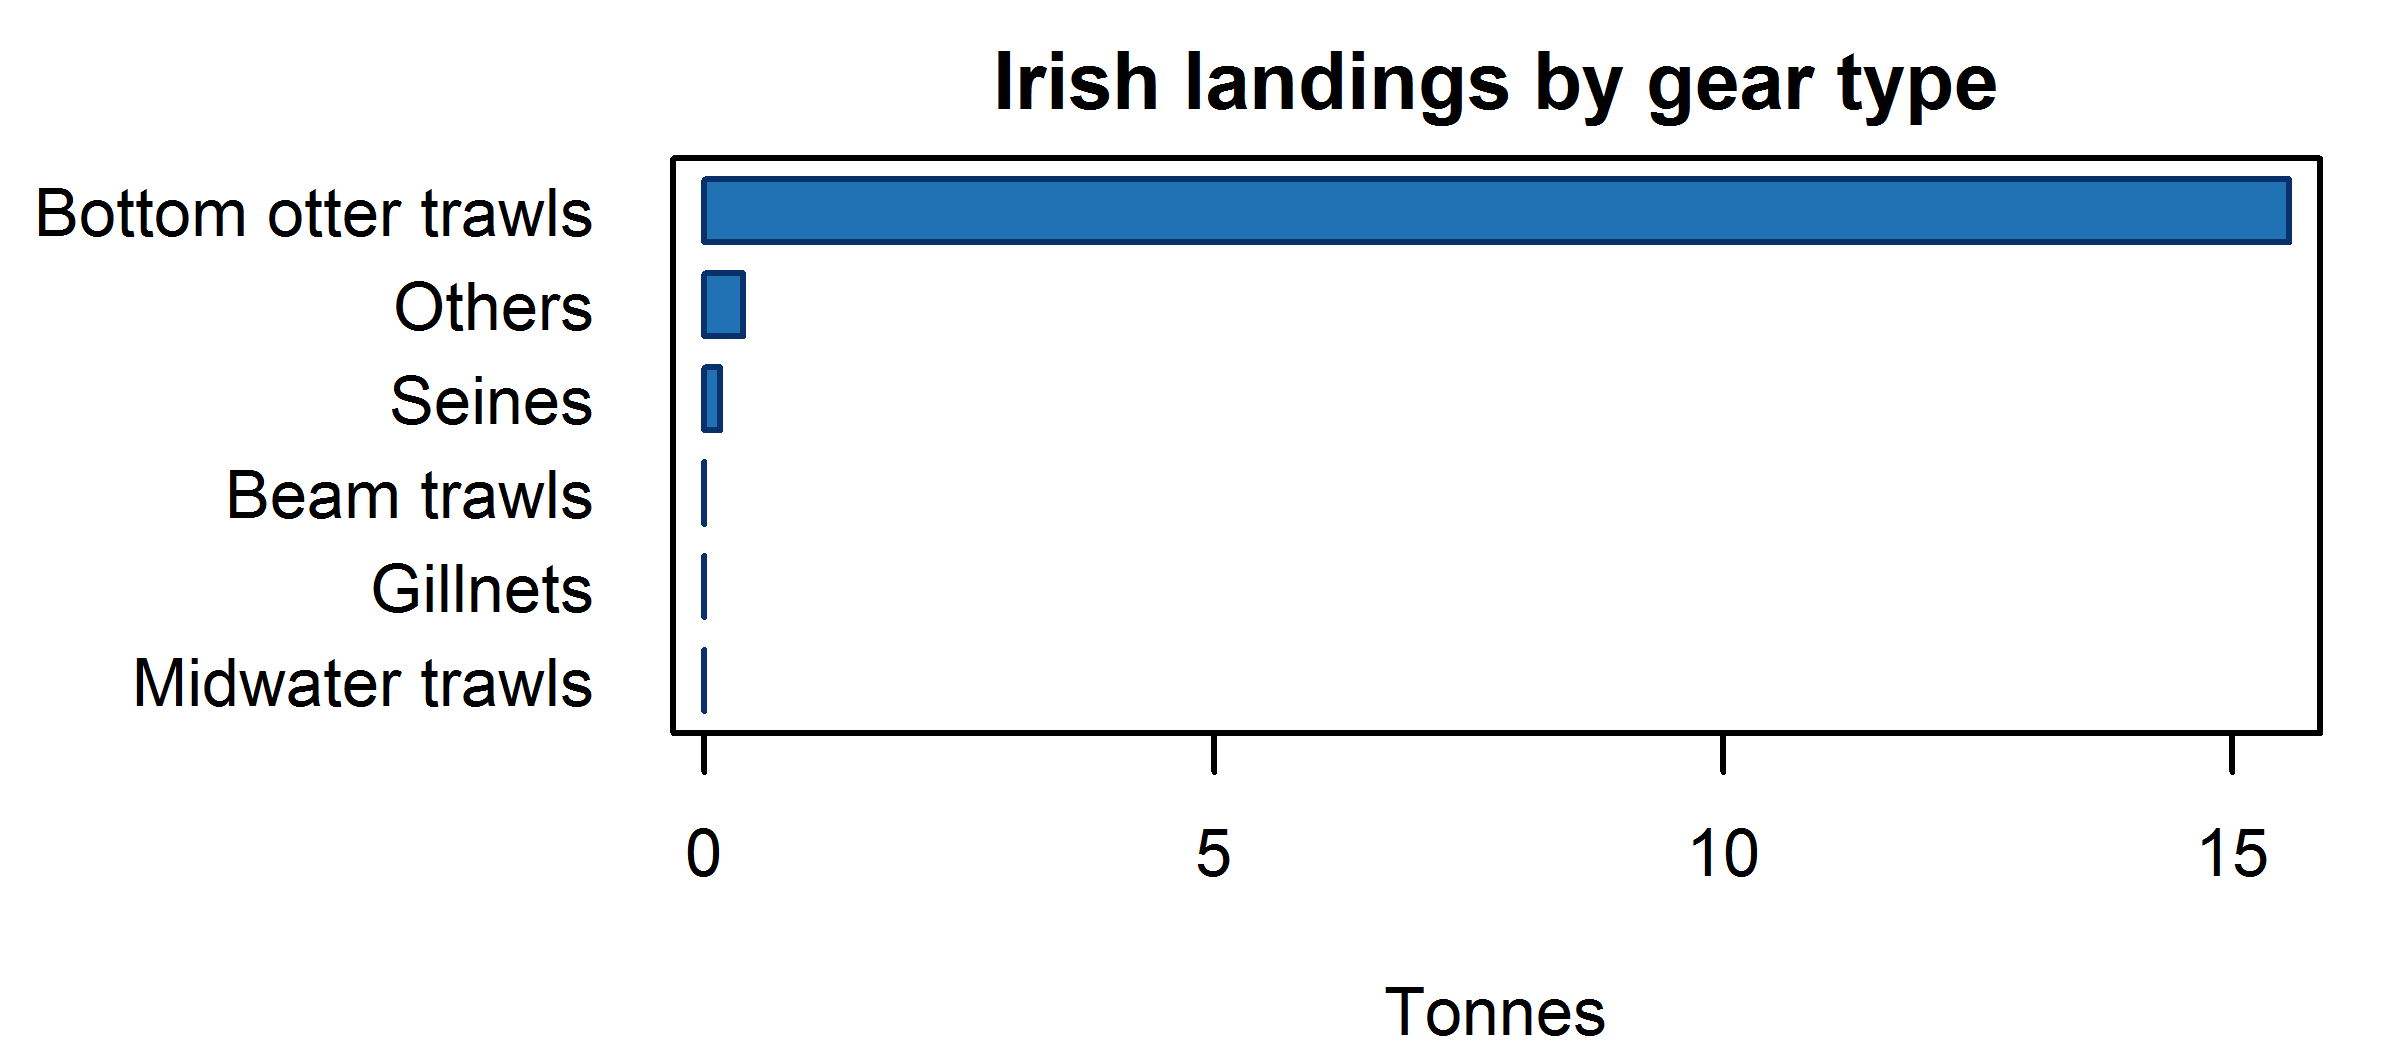 Irish landings by gear type
Bottom otter trawls
Others
Seines
Beam trawls
Gillnets
Midwater trawls
0 5 10 15
Tonnes